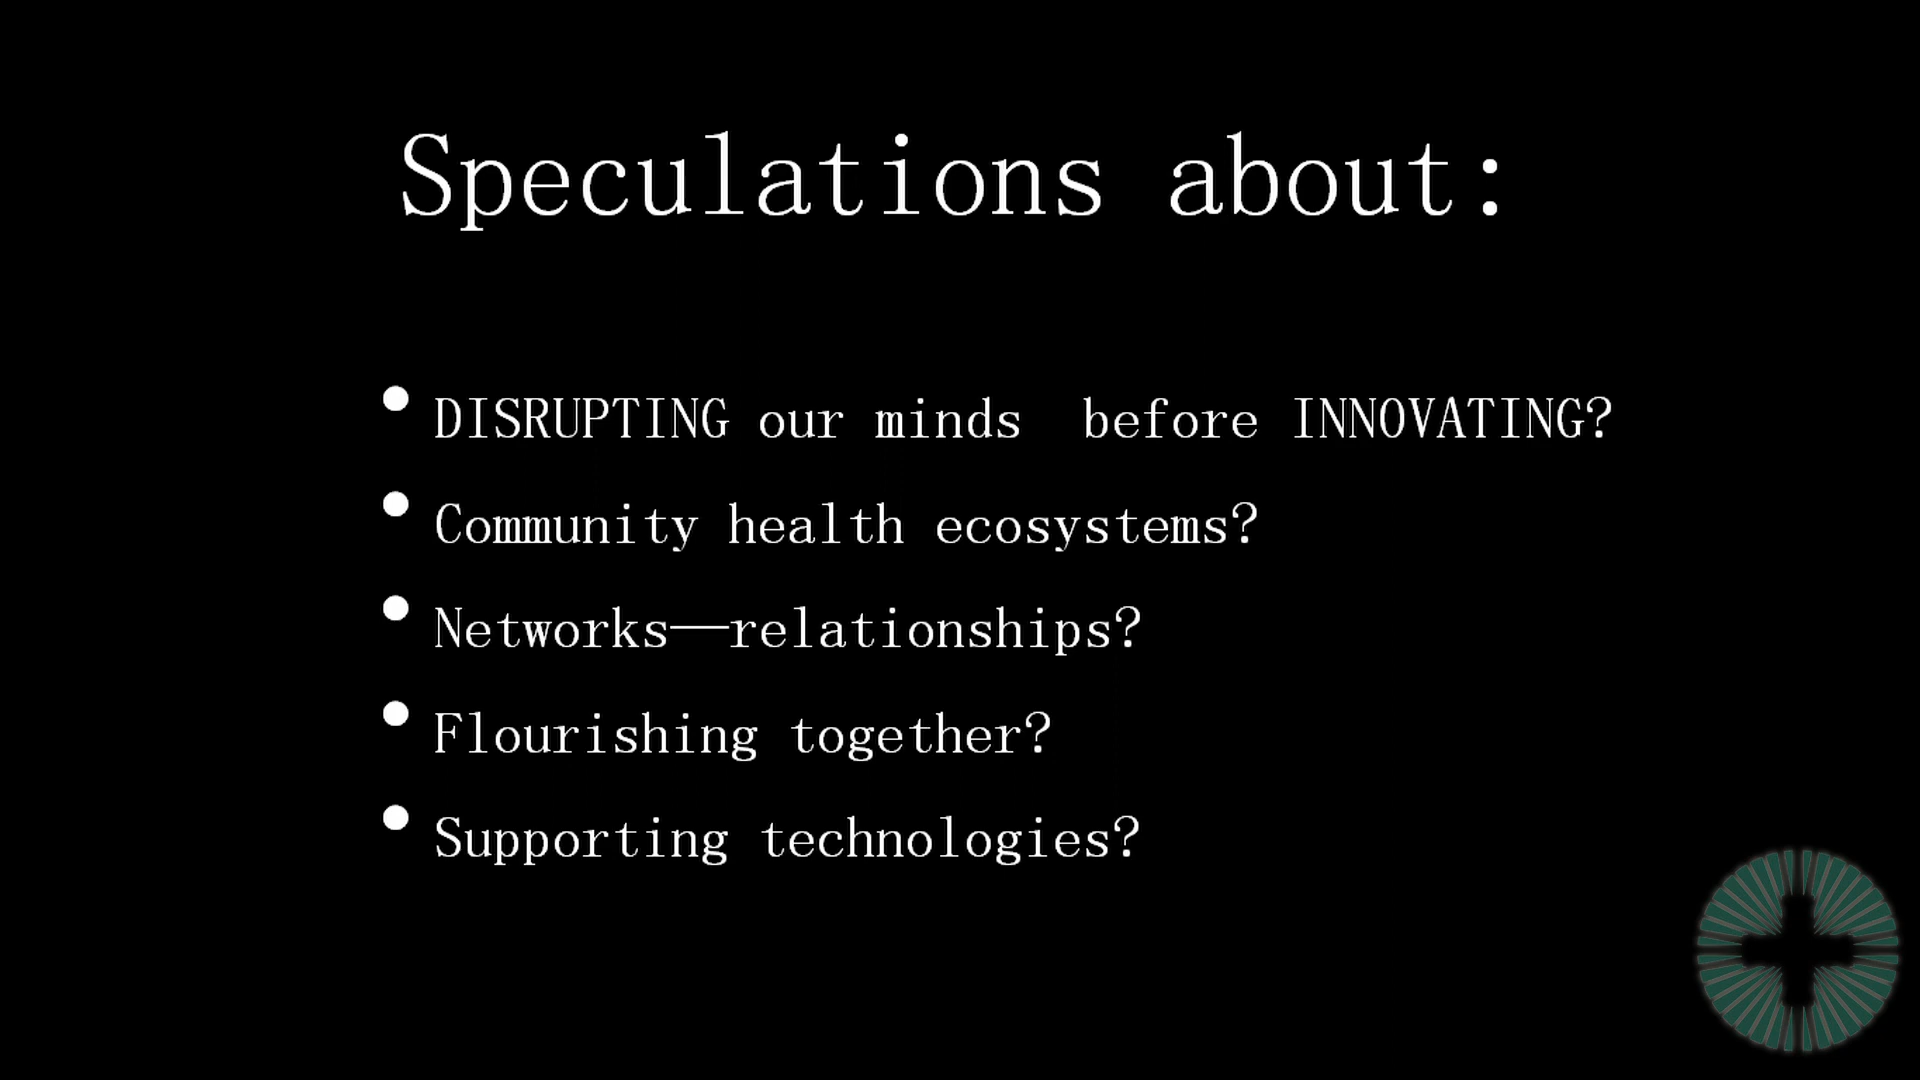 Speculations about:
• DISRUPTING our minds  before INNOVATING?
• Community health ecosystems?
• Networks—relationships?
• Flourishing together?
• Supporting technologies?